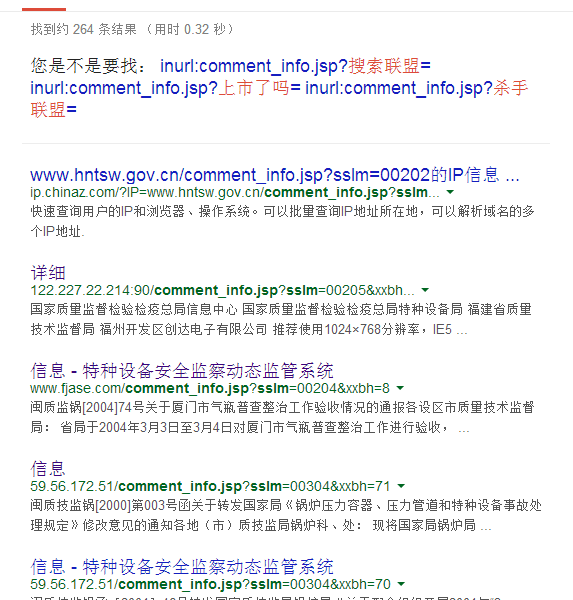 找到约 264 条结果 （用时 0.32 秒）
您是不是要找： inurl:comment_info.jsp?搜索联盟=
inurl:comment_info.jsp?上市了吗= inurl:comment_info.jsp?杀手
联盟=
www.hntsw.gov.cn/comment_info.jsp?sslm=00202的IP信息 ...
ip.chinaz.com/?IP=www.hntsw.gov.cn/comment_info.jsp?sslm...
快速查询用户的IP和浏览器、操作系统。可以批量查询IP地址所在地，可以解析域名的多
个IP地址.
详细
122.227.22.214:90/comment_info.jsp?sslm=00205&xxbh...
国家质量监督检验检疫总局信息中心 国家质量监督检验检疫总局特种设备局 福建省质量
技术监督局 福州开发区创达电子有限公司 推荐使用1024×768分辨率，IE5 ...
信息 - 特种设备安全监察动态监管系统
www.fjase.com/comment_info.jsp?sslm=00204&xxbh=8
闽质监锅[2004]74号关于厦门市气瓶普查整治工作验收情况的通报各设区市质量技术监督
局： 省局于2004年3月3日至3月4日对厦门市气瓶普查整治工作进行验收， ...
信息
59.56.172.51/comment_info.jsp?sslm=00304&xxbh=71
闽质技监锅[2000]第003号函关于转发国家局《锅炉压力容器、压力管道和特种设备事故处
理规定》修改意见的通知各地（市）质技监局锅炉科、处： 现将国家局锅炉局 ...
信息 - 特种设备安全监察动态监管系统
59.56.172.51/comment_info.jsp?sslm=00304&xxbh=70